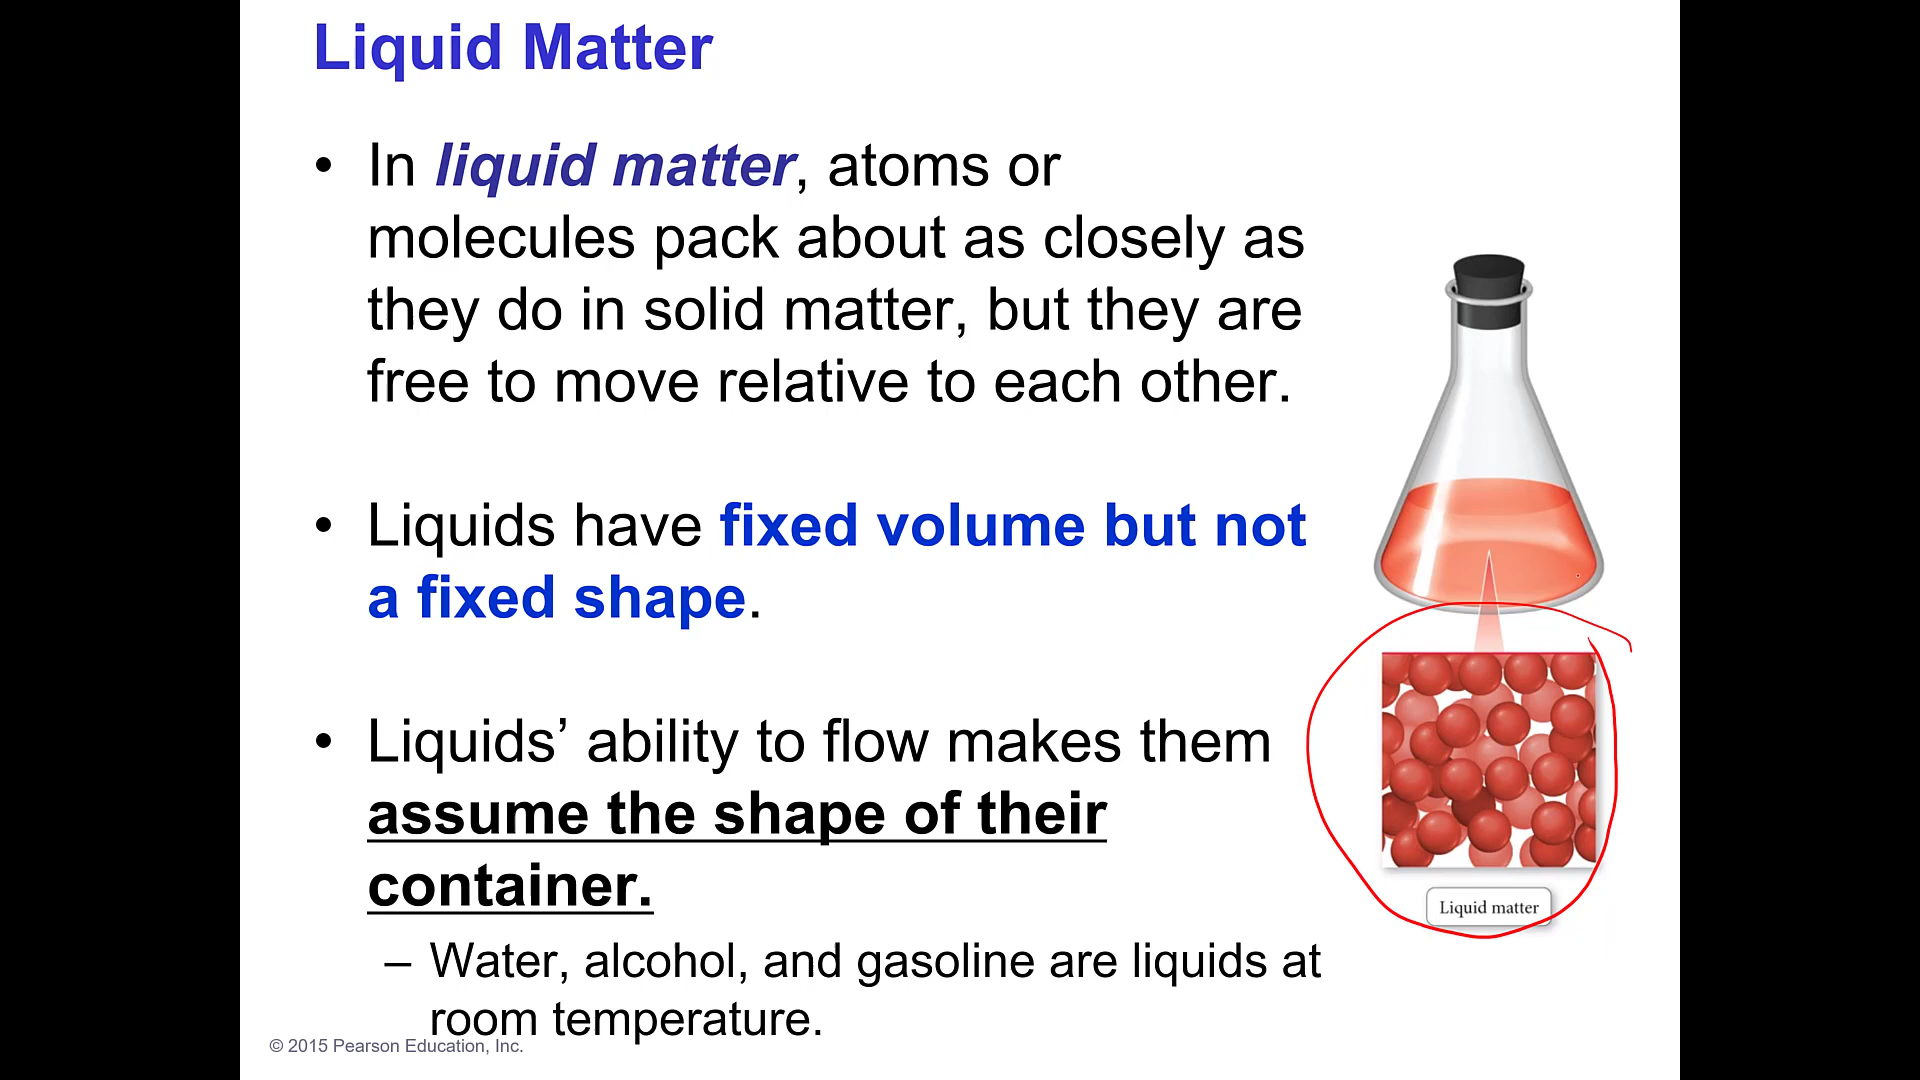 Liquid Matter
• In liquid matter, atoms or
molecules pack about as closely as
they do in solid matter, but they are
free to move relative to each other.
• Liquids have fixed volume but not
a fixed shape.
• Liquids’ ability to flow makes them
assume the shape of their
container.
– Water, alcohol, and gasoline are liquids at
room temperature.
Liquid matter
© 2015 Pearson Education, Inc.